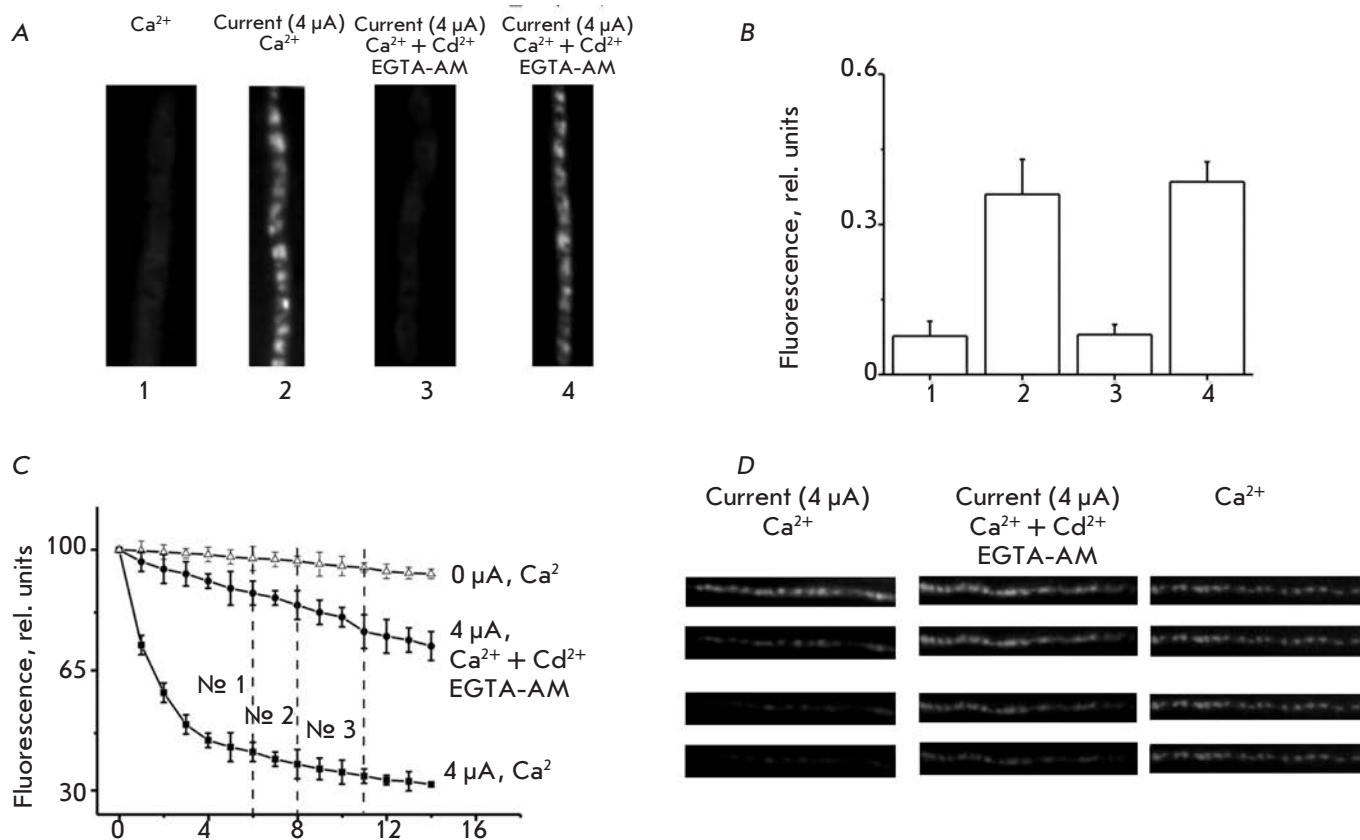 A
Ca²⁺
Current (4 µA)
Ca²⁺
Current (4 µA)
Ca²⁺ + Cd²⁺
EGTA-AM
Current (4 µA)
Ca²⁺ + Cd²⁺
EGTA-AM
1
2
3
4
B
Fluorescence, rel. units
0.6
0.3
0
1
2
3
4
C
Fluorescence, rel. units
100
65
30
0 µA, Ca²
4 µA,
Ca²⁺ + Cd²⁺
EGTA-AM
№ 1
№ 2
№ 3
4 µA, Ca²
0
4
8
12
16
D
Current (4 µA)
Ca²⁺
Current (4 µA)
Ca²⁺ + Cd²⁺
EGTA-AM
Ca²⁺